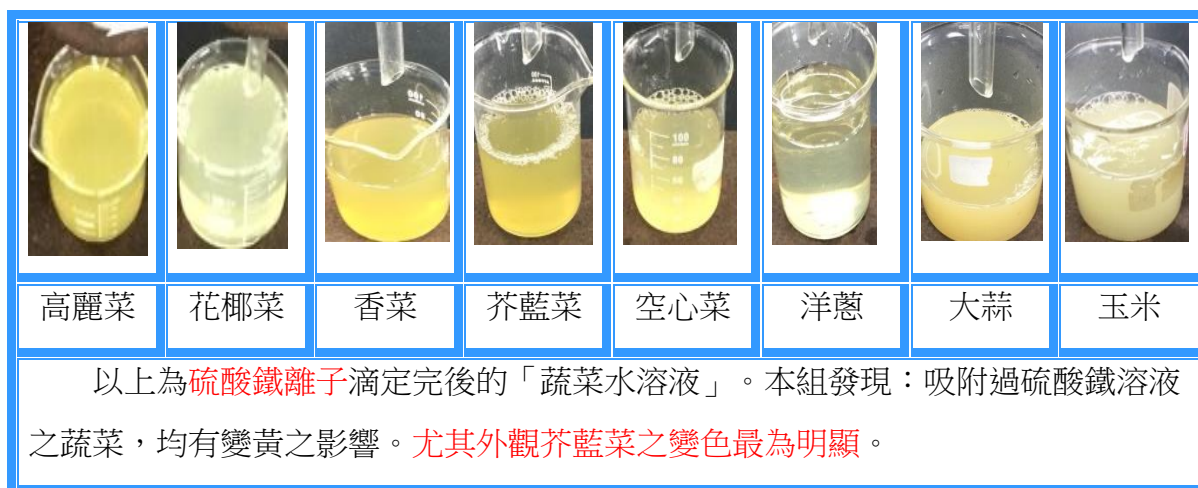 高麗菜 花椰菜 香菜 芥藍菜 空心菜 洋蔥 大蒜 玉米
以上為硫酸鐵離子滴定完後的「蔬菜水溶液」。本組發現：吸附過硫酸鐵溶液
之蔬菜，均有變黃之影響。尤其外觀芥藍菜之變色最為明顯。
100
80